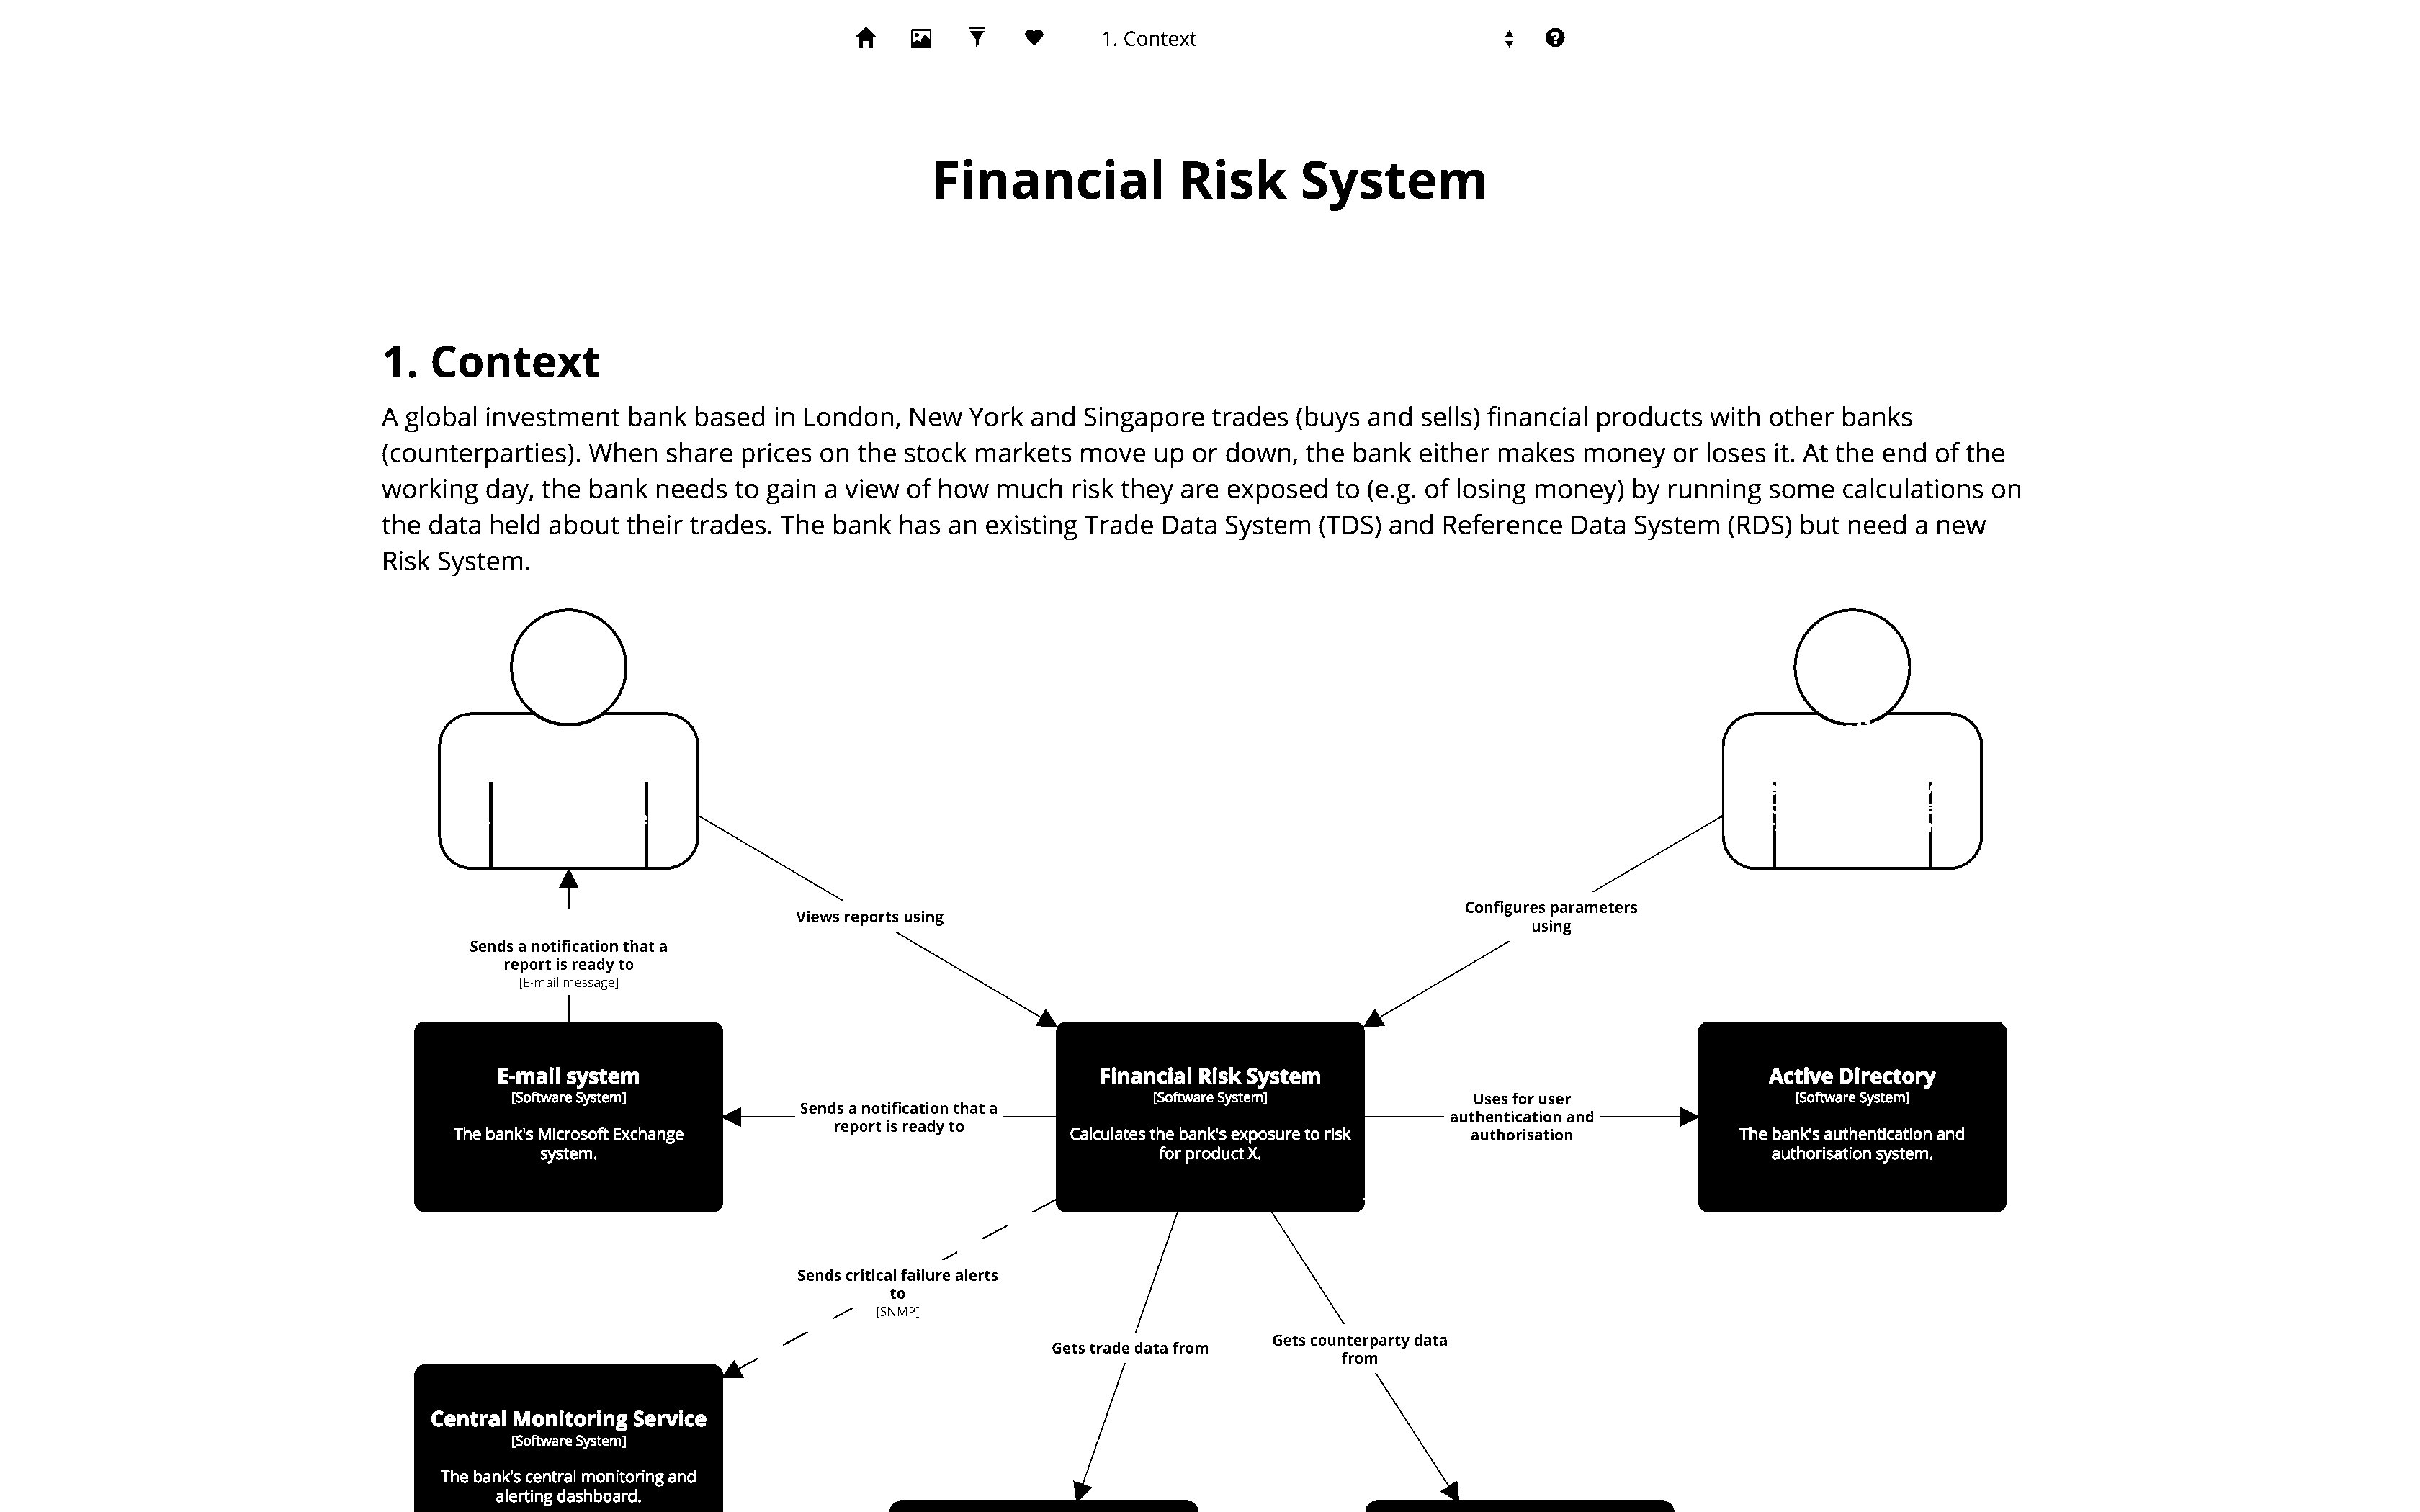 1. Context
Financial Risk System
1. Context
A global investment bank based in London, New York and Singapore trades (buys and sells) financial products with other banks
(counterparties). When share prices on the stock markets move up or down, the bank either makes money or loses it. At the end of the
working day, the bank needs to gain a view of how much risk they are exposed to (e.g. of losing money) by running some calculations on
the data held about their trades. The bank has an existing Trade Data System (TDS) and Reference Data System (RDS) but need a new
Risk System.
Views reports using
Configures parameters
using
Sends a notification that a
report is ready to
[E-mail message]
E-mail system
[Software System]
The bank's Microsoft Exchange
system.
Sends a notification that a
report is ready to
Financial Risk System
[Software System]
Calculates the bank's exposure to risk
for product X.
Uses for user
authentication and
authorisation
Active Directory
[Software System]
The bank's authentication and
authorisation system.
Sends critical failure alerts
to
[SNMP]
Gets trade data from
Gets counterparty data
from
Central Monitoring Service
[Software System]
The bank's central monitoring and
alerting dashboard.